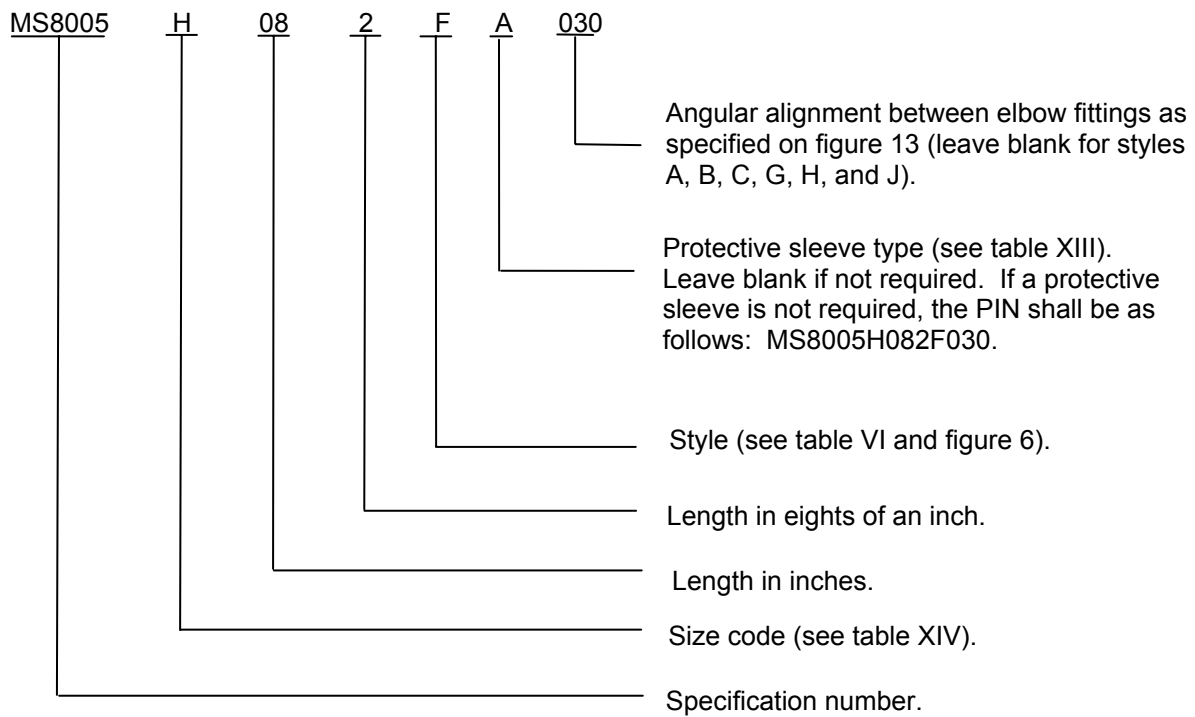 MS8005 H 08 2 F A 030
Angular alignment between elbow fittings as
specified on figure 13 (leave blank for styles
A, B, C, G, H, and J).
Protective sleeve type (see table XIII).
Leave blank if not required. If a protective
sleeve is not required, the PIN shall be as
follows: MS8005H082F030.
Style (see table VI and figure 6).
Length in eights of an inch.
Length in inches.
Size code (see table XIV).
Specification number.